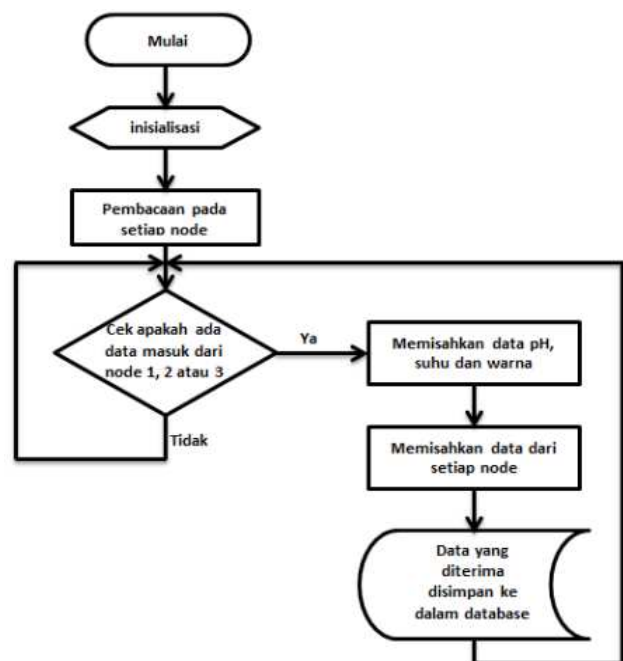 Mulai
inisialisasi
Pembacaan pada
setiap node
Cek apakah ada
data masuk dari
node 1, 2 atau 3
Ya
Tidak
Memisahkan data pH,
suhu dan warna
Memisahkan data dari
setiap node
Data yang
diterima
disimpan ke
dalam database